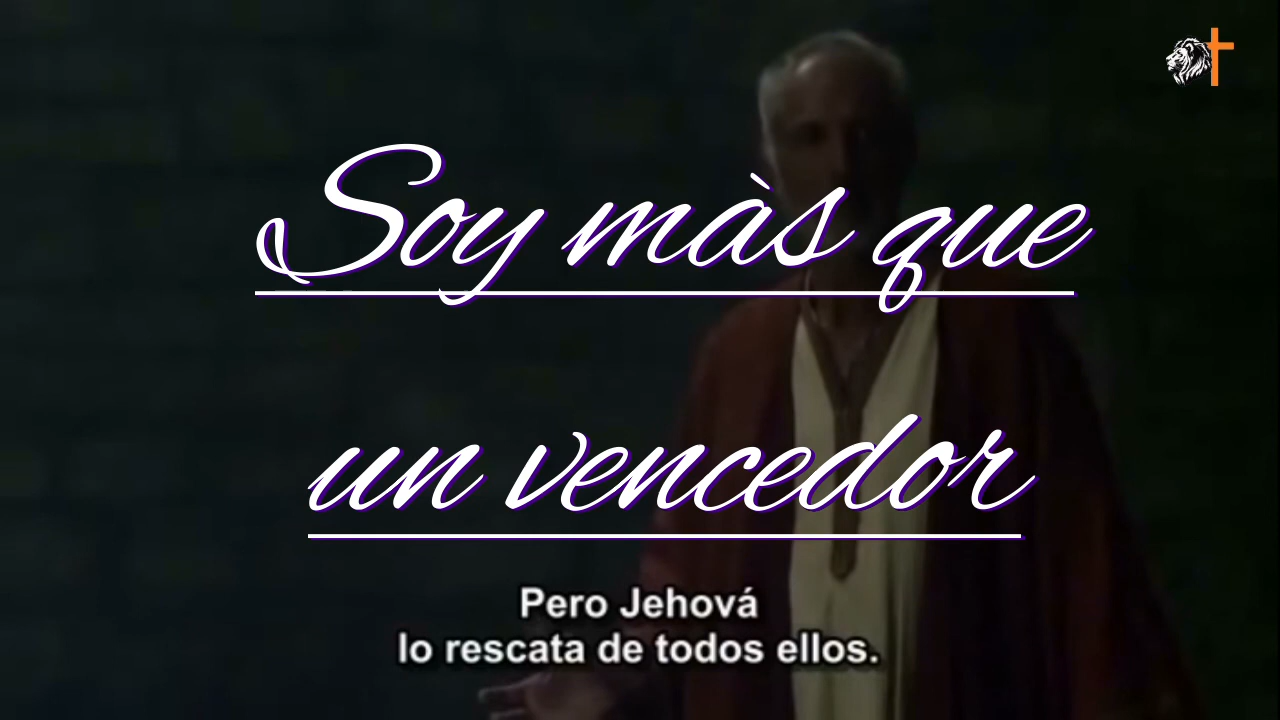 Soy màs que
un vencedor
Pero Jehová
lo rescata de todos ellos.